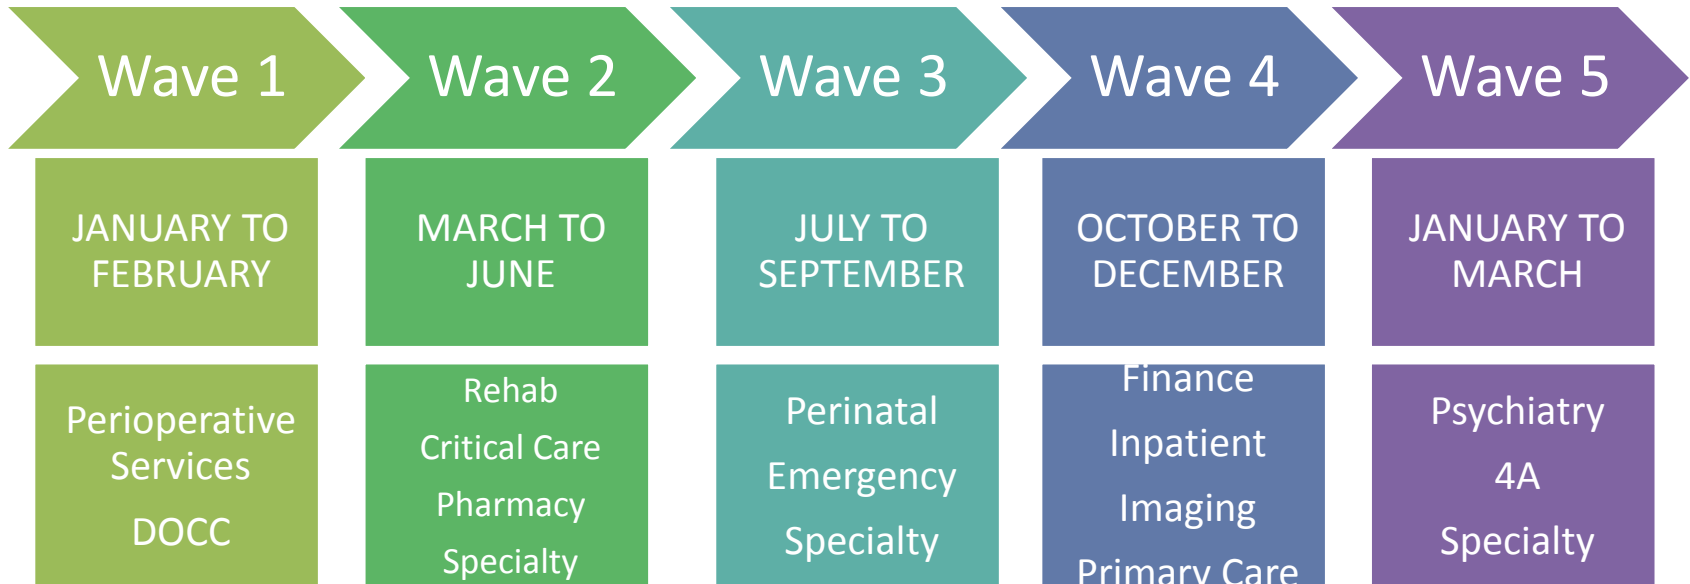 Wave 1
Wave 2
Wave 3
Wave 4
Wave 5
JANUARY TO
FEBRUARY
MARCH TO
JUNE
JULY TO
SEPTEMBER
OCTOBER TO
DECEMBER
JANUARY TO
MARCH
Perioperative
Services
DOCC
Rehab
Critical Care
Pharmacy
Specialty
Perinatal
Emergency
Specialty
Finance
Inpatient
Imaging
Primary Care
Psychiatry
4A
Specialty